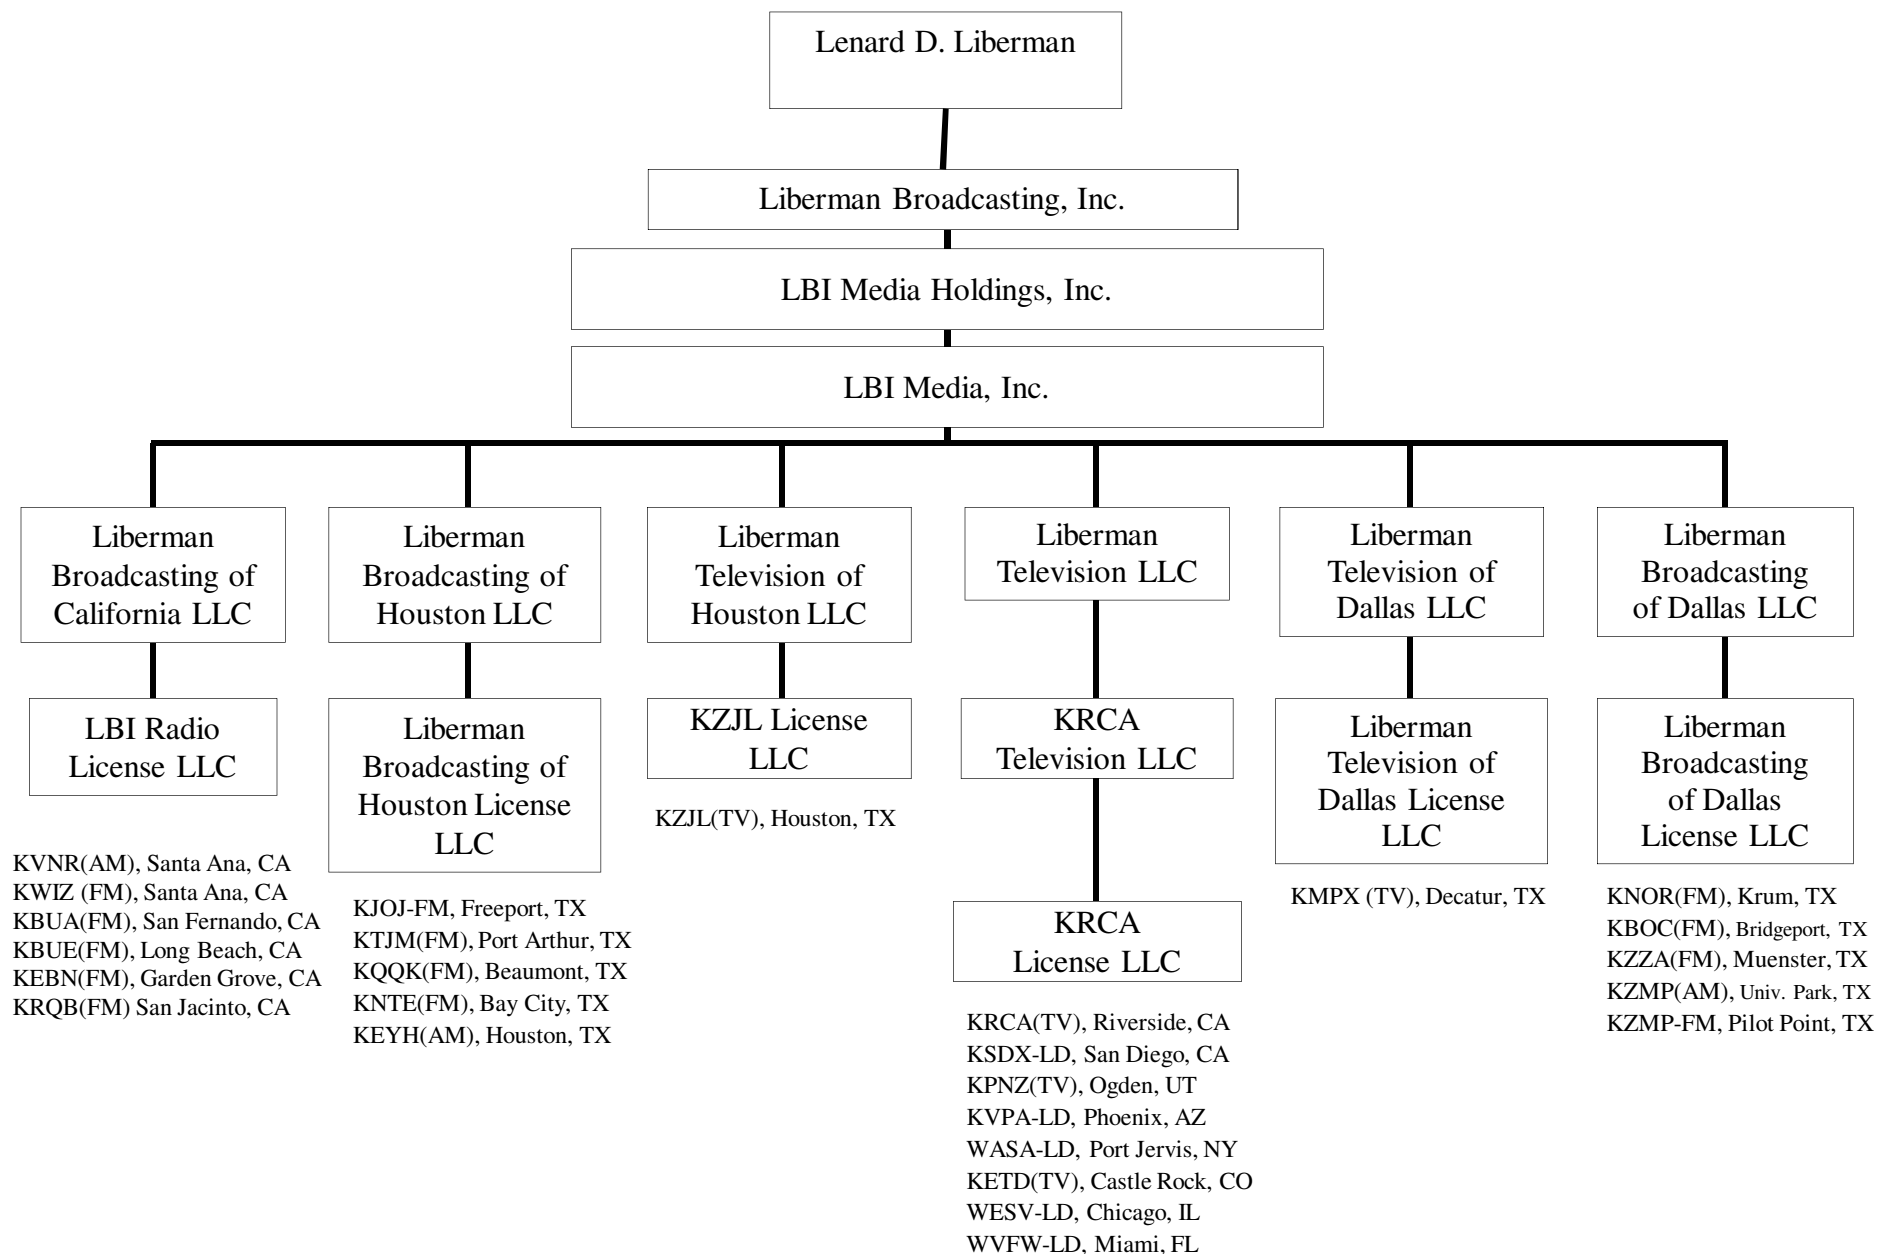 Lenard D. Liberman
Liberman Broadcasting, Inc.
LBI Media Holdings, Inc.
LBI Media, Inc.
Liberman
Broadcasting of
California LLC
Liberman
Broadcasting of
Houston LLC
Liberman
Television of
Houston LLC
Liberman
Television LLC
Liberman
Television of
Dallas LLC
Liberman
Broadcasting
of Dallas LLC
LBI Radio
License LLC
Liberman
Broadcasting of
Houston License
LLC
KZJL License
LLC
KRCA
Television LLC
Liberman
Television of
Dallas License
LLC
Liberman
Broadcasting
of Dallas
License LLC
KVNR(AM), Santa Ana, CA
KWIZ (FM), Santa Ana, CA
KBUA(FM), San Fernando, CA
KBUE(FM), Long Beach, CA
KEBN(FM), Garden Grove, CA
KRQB(FM) San Jacinto, CA
KJOJ-FM, Freeport, TX
KTJM(FM), Port Arthur, TX
KQQK(FM), Beaumont, TX
KNTE(FM), Bay City, TX
KEYH(AM), Houston, TX
KZJL(TV), Houston, TX
KRCA
License LLC
KRCA(TV), Riverside, CA
KSDX-LD, San Diego, CA
KPNZ(TV), Ogden, UT
KVPA-LD, Phoenix, AZ
WASA-LD, Port Jervis, NY
KETD(TV), Castle Rock, CO
WESV-LD, Chicago, IL
WVFW-LD, Miami, FL
KMPX (TV), Decatur, TX
KNOR(FM), Krum, TX
KBOC(FM), Bridgeport, TX
KZZA(FM), Muenster, TX
KZMP(AM), Univ. Park, TX
KZMP-FM, Pilot Point, TX